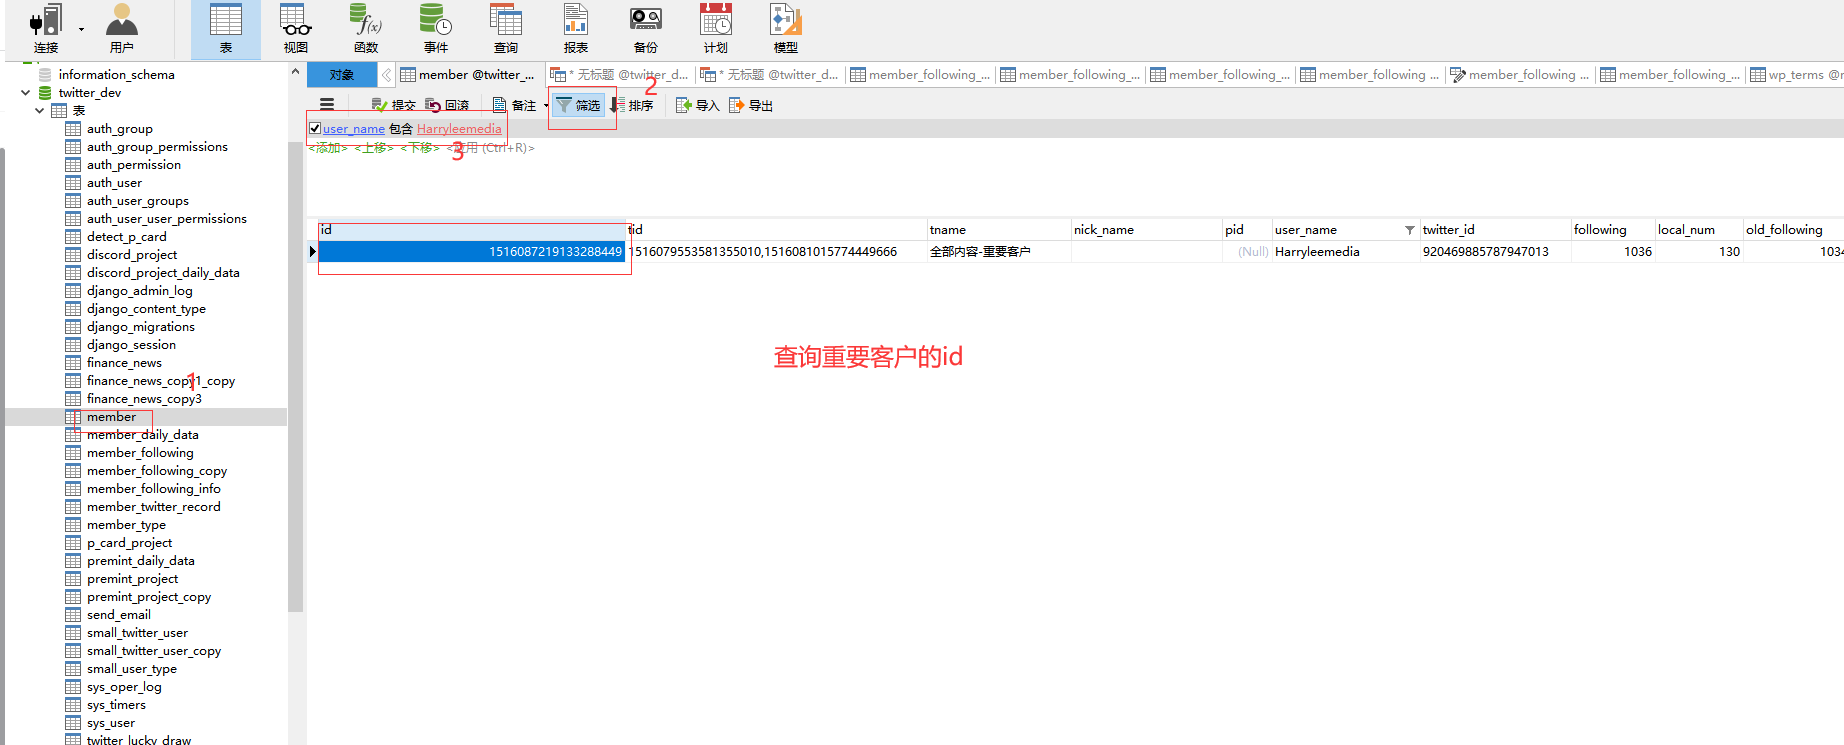 连接 用户 表 视图 函数 事件 查询 报表 备份 计划 模型
information_schema
twitter_dev
表
auth_group
auth_group_permissions
auth_permission
auth_user
auth_user_groups
auth_user_user_permissions
detect_p_card
discord_project
discord_project_daily_data
django_admin_log
django_content_type
django_migrations
django_session
finance_news
finance_news_copy1_copy
1
finance_news_copy3
member
member_daily_data
member_following
member_following_copy
member_following_info
member_twitter_record
member_type
p_card_project
premint_daily_data
premint_project
premint_project_copy
send_email
small_twitter_user
small_twitter_user_copy
small_user_type
sys_oper_log
sys_timers
sys_user
twitter_lucky_draw
对象 member @twitter_... * 无标题 @twitter_d... * 无标题 @twitter_d... member_following_... member_following_... member_following_... member_following ... member_following ... member_following_... wp_terms @r
2
提交 回滚 备注 筛选 排序 导入 导出
user_name 包含 Harryleemedia
<添加> <上移> <下移> <应用 (Ctrl+R)>
3
id tid tname nick_name pid user_name twitter_id following local_num old_following
1516087219133288449 1516079553581355010,1516081015774449666 全部内容-重要客户 (Null) Harryleemedia 920469885787947013 1036 130 1034
查询重要客户的id